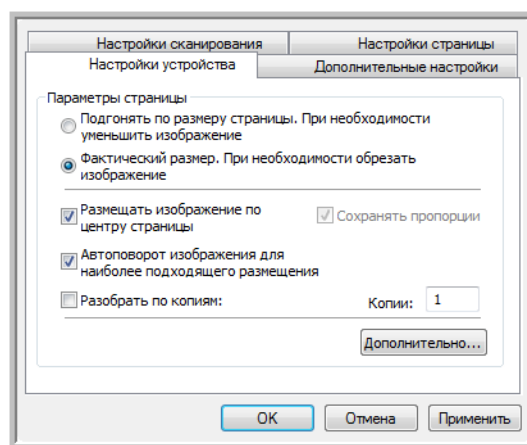 Настройки сканирования
Настройки страницы
Настройки устройства
Дополнительные настройки
Параметры страницы
Подгонять по размеру страницы. При необходимости
уменьшить изображение
Фактический размер. При необходимости обрезать
изображение
Размещать изображение по
центру страницы
Сохранять пропорции
Автоповорот изображения для
наиболее подходящего размещения
Разобрать по копиям:
Копии:
1
Дополнительно...
OK
Отмена
Применить